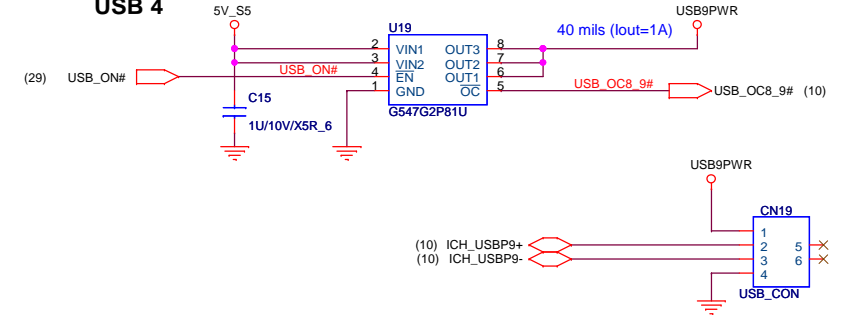 USB 4
5V_S5
USB9PWR
U19
40 mils (Iout=1A)
2 VIN1 OUT3 8
3 VIN2 OUT2 7
(29) USB_ON# USB_ON# 4 EN OUT1 6
1 GND OC 5 USB_OC8_9# USB_OC8_9# (10)
C15
G547G2P81U
1U/10V/X5R_6
USB9PWR
CN19
1
(10) ICH_USBP9+ 2 5
(10) ICH_USBP9- 3 6
4
USB_CON